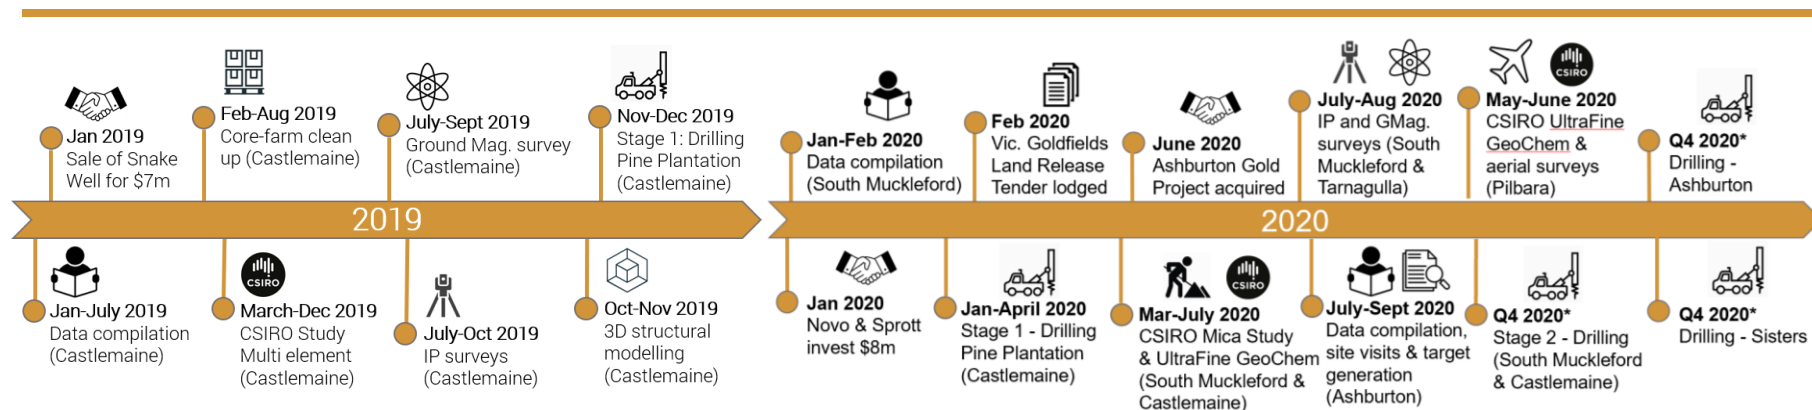 Jan 2019
Sale of Snake
Well for $7m
Feb-Aug 2019
Core-farm clean
up (Castlemaine)
July-Sept 2019
Ground Mag. survey
(Castlemaine)
Nov-Dec 2019
Stage 1: Drilling
Pine Plantation
(Castlemaine)
2019
Jan-July 2019
Data compilation
(Castlemaine)
CSIRO
March-Dec 2019
CSIRO Study
Multi element
(Castlemaine)
July-Oct 2019
IP surveys
(Castlemaine)
Oct-Nov 2019
3D structural
modelling
(Castlemaine)
Jan-Feb 2020
Data compilation
(South Muckleford)
Feb 2020
Vic. Goldfields
Land Release
Tender lodged
June 2020
Ashburton Gold
Project acquired
July-Aug 2020
IP and GMag.
surveys (South
Muckleford &
Tarnagulla)
CSIRO
May-June 2020
CSIRO UltraFine
GeoChem &
aerial surveys
(Pilbara)
Q4 2020*
Drilling -
Ashburton
2020
Jan 2020
Novo & Sprott
invest $8m
Jan-April 2020
Stage 1 - Drilling
Pine Plantation
(Castlemaine)
CSIRO
Mar-July 2020
CSIRO Mica Study
& UltraFine GeoChem
(South Muckleford &
Castlemaine)
July-Sept 2020
Data compilation,
site visits & target
generation
(Ashburton)
Q4 2020*
Stage 2 - Drilling
(South Muckleford
& Castlemaine)
Q4 2020*
Drilling - Sisters